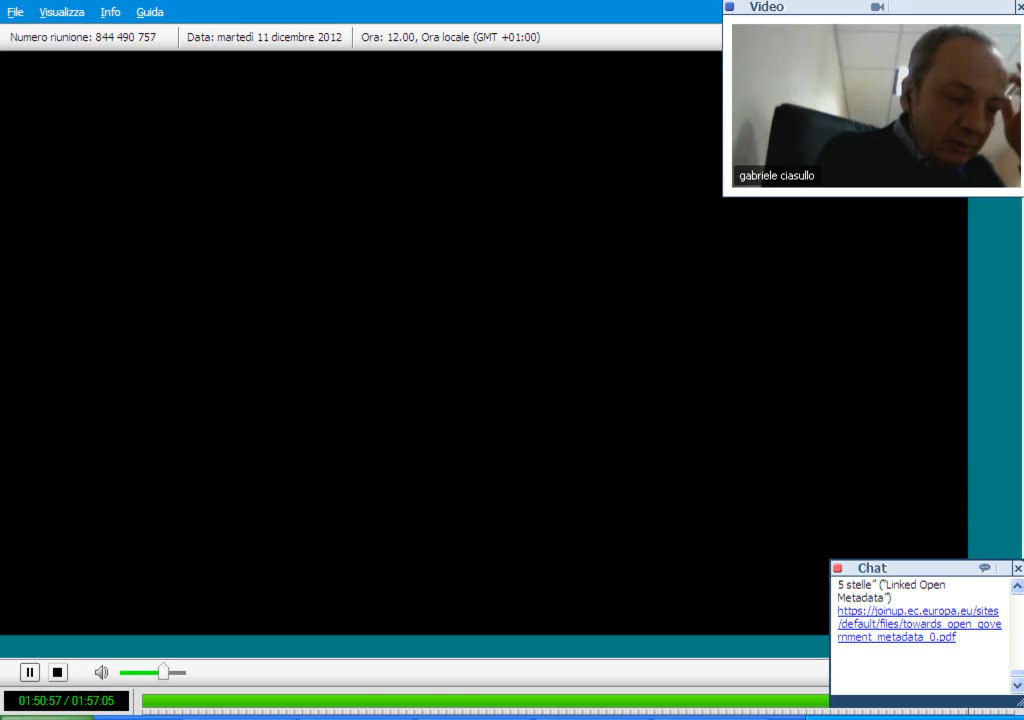 File Visualizza Info Guida
Numero riunione: 844 490 757 Data: martedì 11 dicembre 2012 Ora: 12.00, Ora locale (GMT +01:00)
Video
gabriele ciasullo
Chat
5 stelle” (“Linked Open
Metadata”)
https://joinup.ec.europa.eu/sites
/default/files/towards_open_gove
rnment_metadata_0.pdf
01:50:57 / 01:57:05